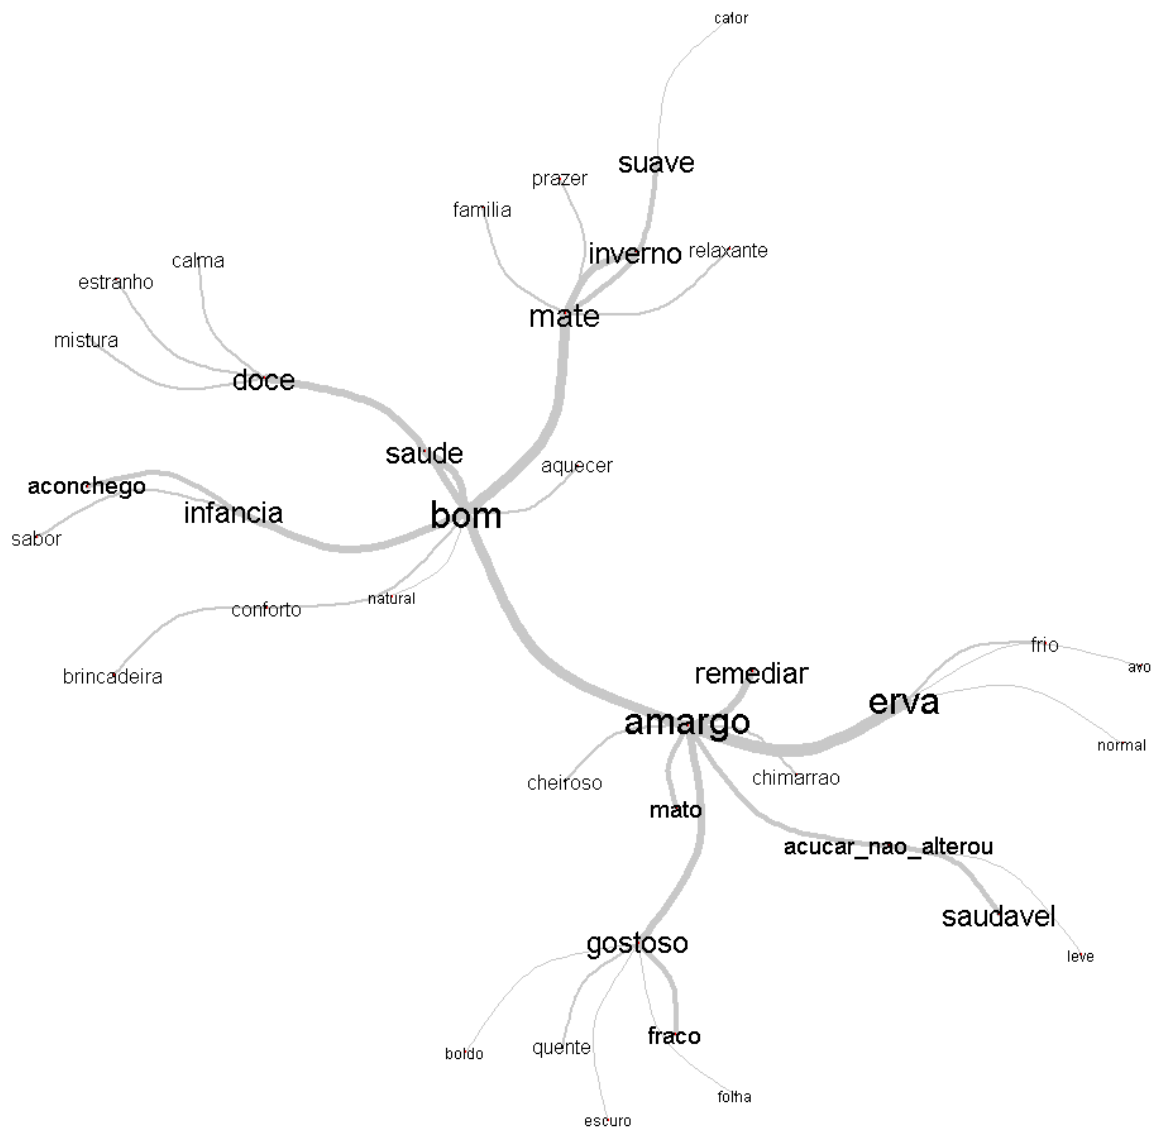 calor
suave
prazer
familia
inverno
relaxante
calma
estranho
mate
mistura
doce
saude
aquecer
aconchego
infancia
bom
sabor
natural
conforto
brincadeira
frio
avo
remediar
erva
amargo
normal
cheiroso
chimarrao
mato
acucar_nao_alterou
saudavel
gostoso
leve
fraco
quente
boldo
folha
escuro